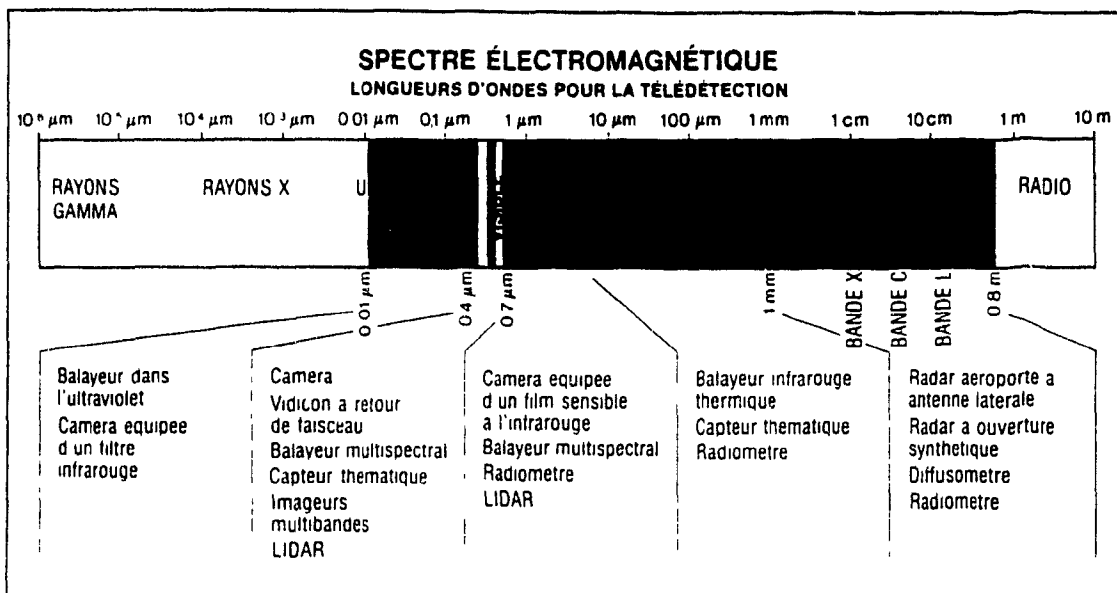 SPECTRE ÉLECTROMAGNÉTIQUE
LONGUEURS D'ONDES POUR LA TÉLÉDÉTECTION
10⁶ µm 10⁵ µm 10⁴ µm 10³ µm 0 01 µm 0,1 µm 1 µm 10 µm 100 µm 1 mm 1 cm 10 cm 1 m 10 m
RAYONS GAMMA
RAYONS X
U
RADIO
0 01 µm
0 4 µm
0 7 µm
1 mm
BANDE X
BANDE C
BANDE L
0 8 m
Balayeur dans
l'ultraviolet
Camera equipee
d un filtre
infrarouge
Camera
Vidicon a retour
de faisceau
Balayeur multispectral
Capteur thematique
Imageurs
multibandes
LIDAR
Camera equipee
d un film sensible
a l'infrarouge
Balayeur multispectral
Radiometre
LIDAR
Balayeur infrarouge
thermique
Capteur thematique
Radiometre
Radar aeroporte a
antenne laterale
Radar a ouverture
synthetique
Diffusometre
Radiometre